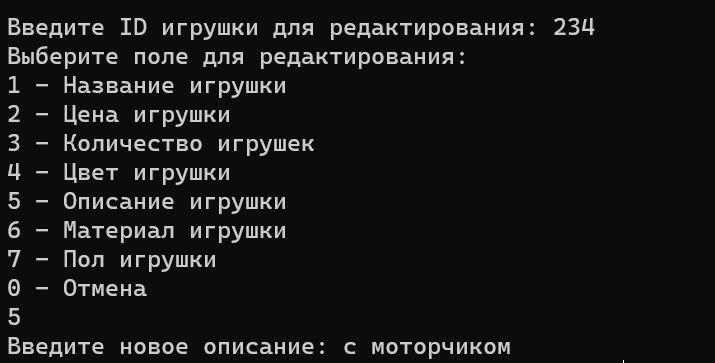 Введите ID игрушки для редактирования: 234
Выберите поле для редактирования:
1 – Название игрушки
2 – Цена игрушки
3 – Количество игрушек
4 – Цвет игрушки
5 – Описание игрушки
6 – Материал игрушки
7 – Пол игрушки
0 – Отмена
5
Введите новое описание: с моторчиком